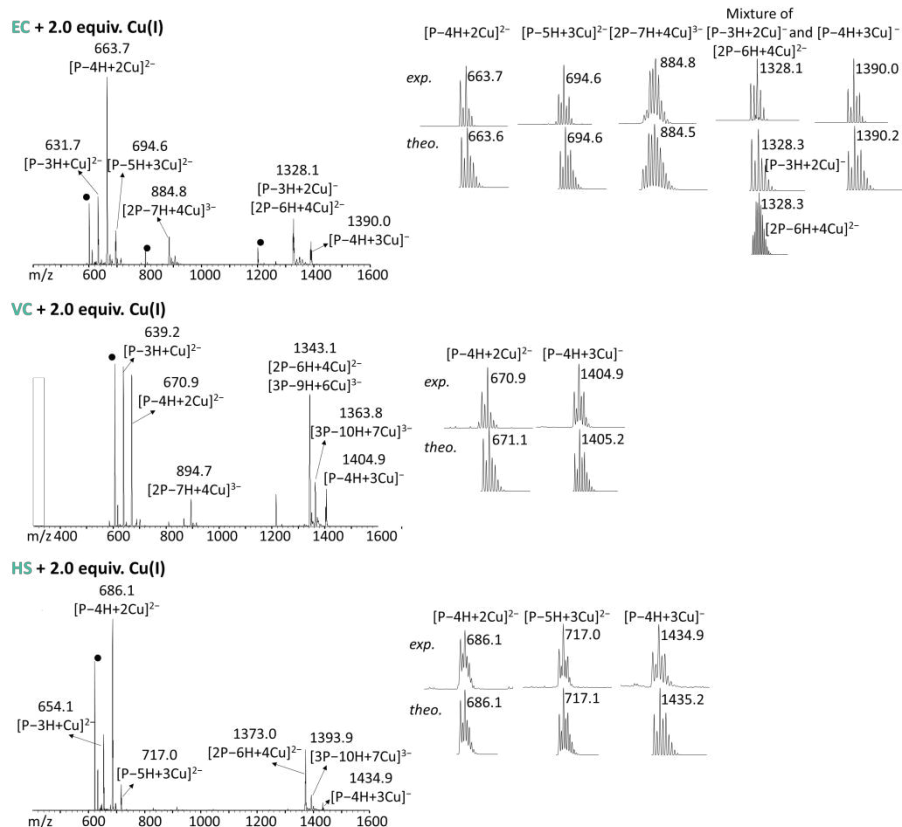 EC + 2.0 equiv. Cu(I)
663.7
[P−4H+2Cu]²⁻
631.7
[P−3H+Cu]²⁻
694.6
[P−5H+3Cu]²⁻
884.8
[2P−7H+4Cu]³⁻
1328.1
[P−3H+2Cu]⁻
[2P−6H+4Cu]²⁻
1390.0
[P−4H+3Cu]⁻
m/z 600 800 1000 1200 1400 1600
Mixture of
[P−4H+2Cu]²⁻ [P−5H+3Cu]²⁻ [2P−7H+4Cu]³⁻ [P−3H+2Cu]⁻ and [P−4H+3Cu]⁻
[2P−6H+4Cu]²⁻
exp. 663.7 694.6 884.8 1328.1 1390.0
theo. 663.6 694.6 884.5 1328.3 1390.2
[P−3H+2Cu]⁻
1328.3
[2P−6H+4Cu]²⁻
VC + 2.0 equiv. Cu(I)
639.2
[P−3H+Cu]²⁻
670.9
[P−4H+2Cu]²⁻
894.7
[2P−7H+4Cu]³⁻
1343.1
[2P−6H+4Cu]²⁻
[3P−9H+6Cu]³⁻
1363.8
[3P−10H+7Cu]³⁻
1404.9
[P−4H+3Cu]⁻
m/z 400 600 800 1000 1200 1400 1600
[P−4H+2Cu]²⁻ [P−4H+3Cu]⁻
exp. 670.9 1404.9
theo. 671.1 1405.2
HS + 2.0 equiv. Cu(I)
686.1
[P−4H+2Cu]²⁻
654.1
[P−3H+Cu]²⁻
717.0
[P−5H+3Cu]²⁻
1373.0
[2P−6H+4Cu]²⁻
1393.9
[3P−10H+7Cu]³⁻
1434.9
[P−4H+3Cu]⁻
m/z 600 800 1000 1200 1400 1600
[P−4H+2Cu]²⁻ [P−5H+3Cu]²⁻ [P−4H+3Cu]⁻
exp. 686.1 717.0 1434.9
theo. 686.1 717.1 1435.2